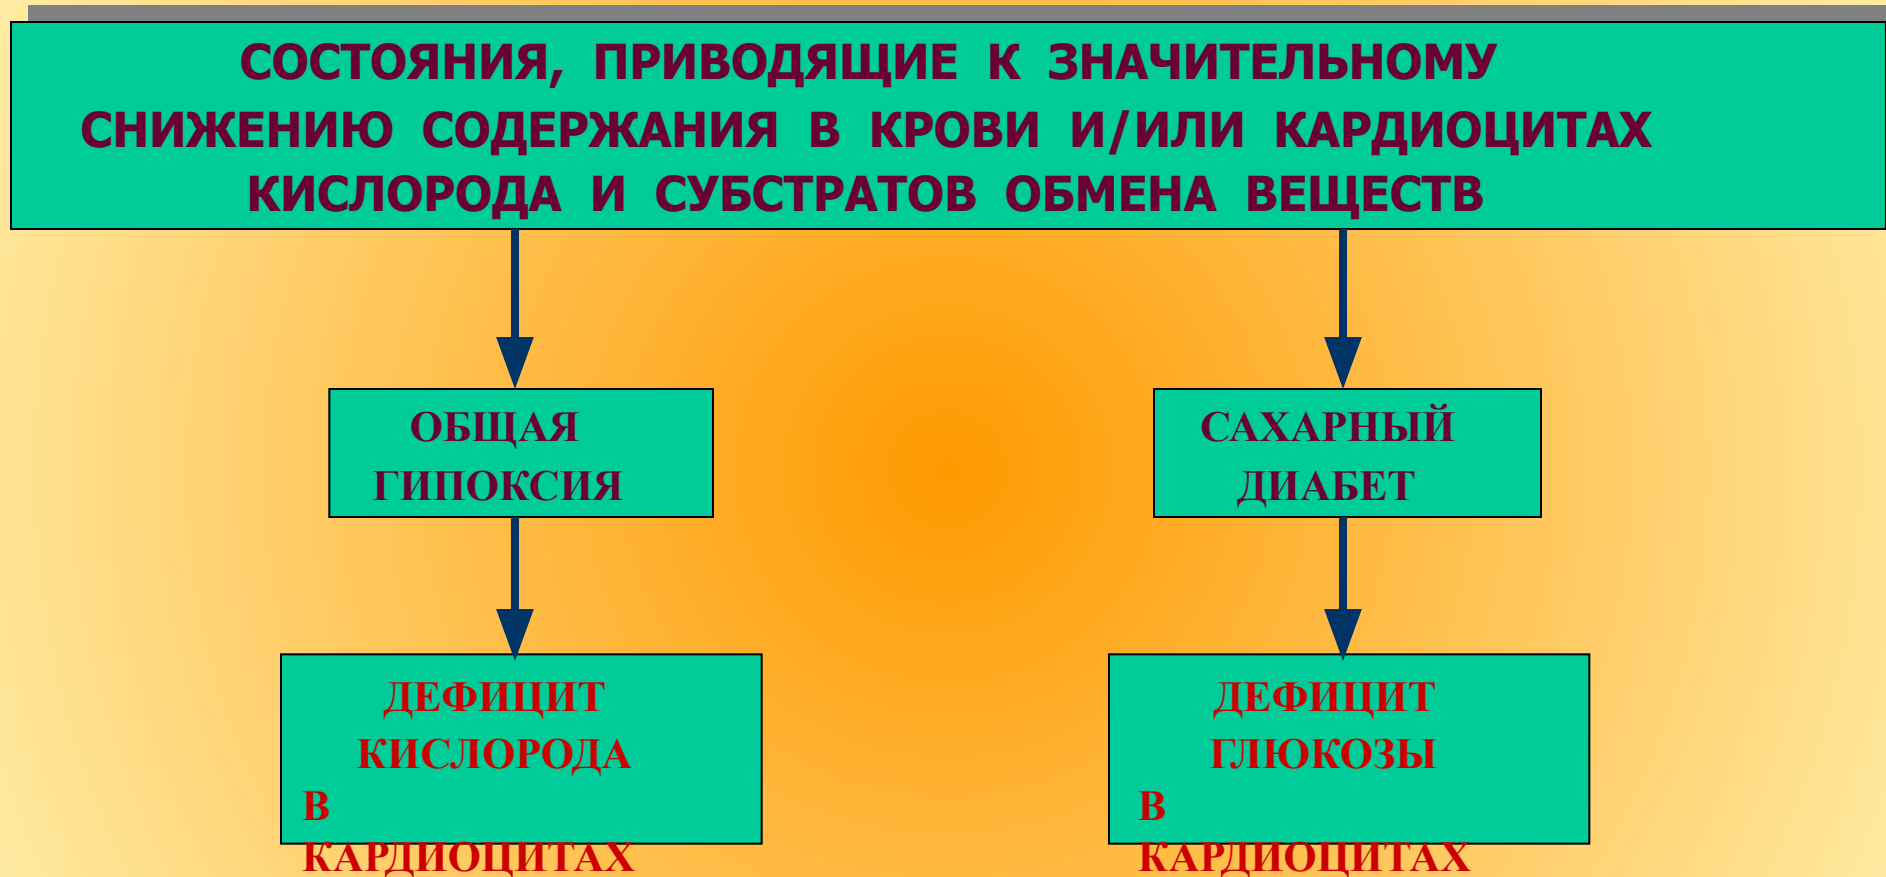 СОСТОЯНИЯ, ПРИВОДЯЩИЕ К ЗНАЧИТЕЛЬНОМУ
СНИЖЕНИЮ СОДЕРЖАНИЯ В КРОВИ И/ИЛИ КАРДИОЦИТАХ
КИСЛОРОДА И СУБСТРАТОВ ОБМЕНА ВЕЩЕСТВ
ОБЩАЯ
ГИПОКСИЯ
САХАРНЫЙ
ДИАБЕТ
ДЕФИЦИТ
КИСЛОРОДА
В
КАРДИОЦИТАХ
ДЕФИЦИТ
ГЛЮКОЗЫ
В
КАРДИОЦИТАХ